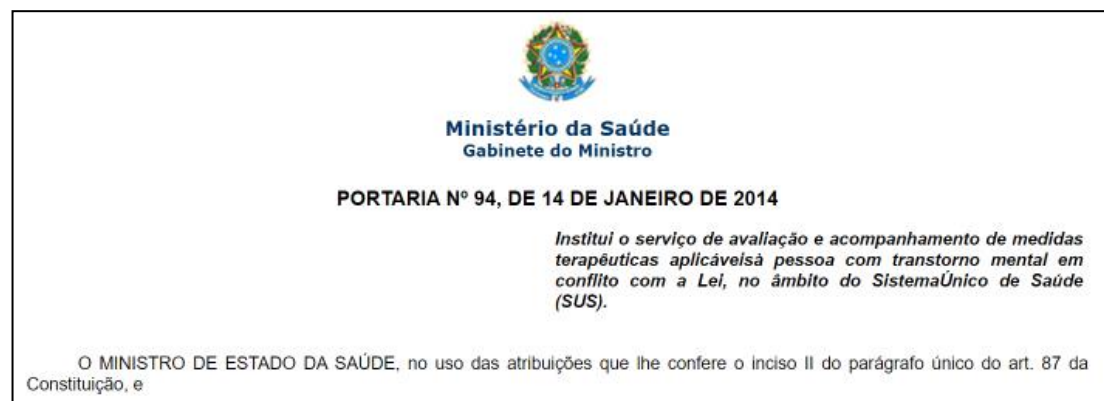 Ministério da Saúde
Gabinete do Ministro
PORTARIA Nº 94, DE 14 DE JANEIRO DE 2014
Institui o serviço de avaliação e acompanhamento de medidas
terapêuticas aplicáveisà pessoa com transtorno mental em
conflito com a Lei, no âmbito do SistemaÚnico de Saúde
(SUS).
O MINISTRO DE ESTADO DA SAÚDE, no uso das atribuições que lhe confere o inciso II do parágrafo único do art. 87 da
Constituição, e